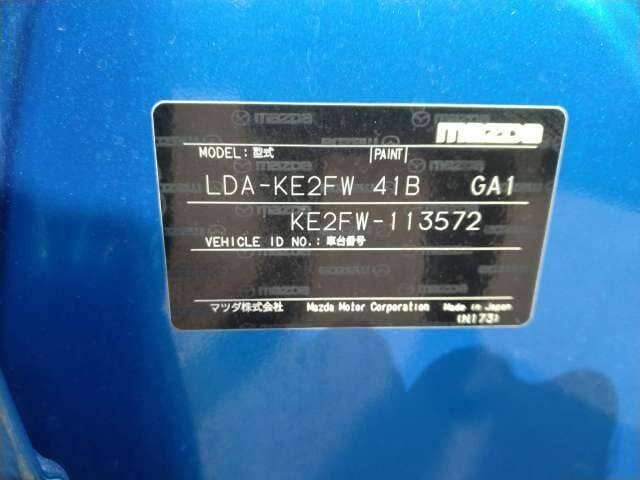 mazda
MODEL: 型式 PAINT
LDA-KE2FW 41B GA1
KE2FW-113572
VEHICLE ID NO.: 車台番号
マツダ株式会社 Mazda Motor Corporation Made in Japan
(N173)